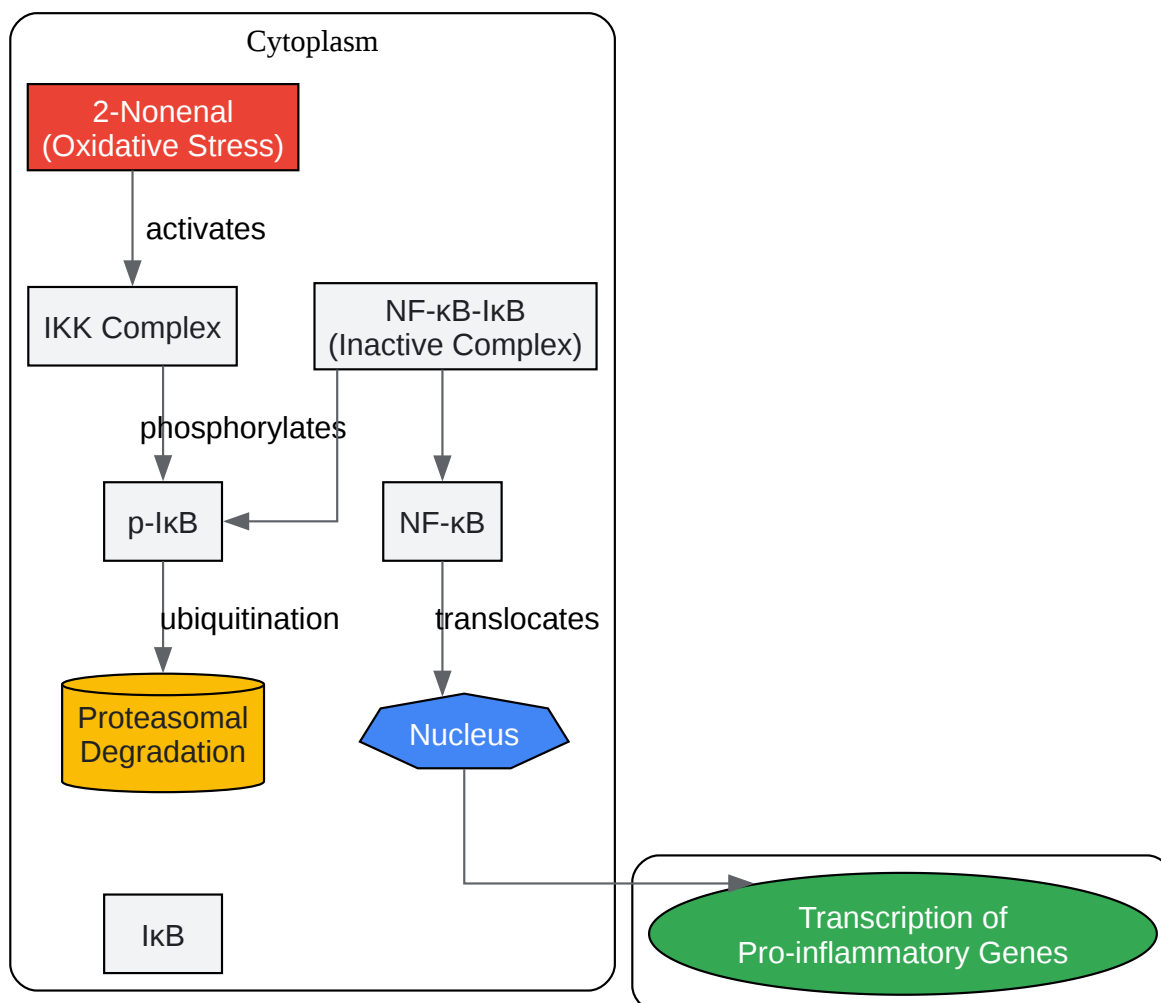 Cytoplasm
2-Nonenal
(Oxidative Stress)
activates
IKK Complex
NF-κB-IκB
(Inactive Complex)
phosphorylates
p-IκB
NF-κB
ubiquitination
translocates
Proteasomal
Degradation
Nucleus
IκB
Transcription of
Pro-inflammatory Genes